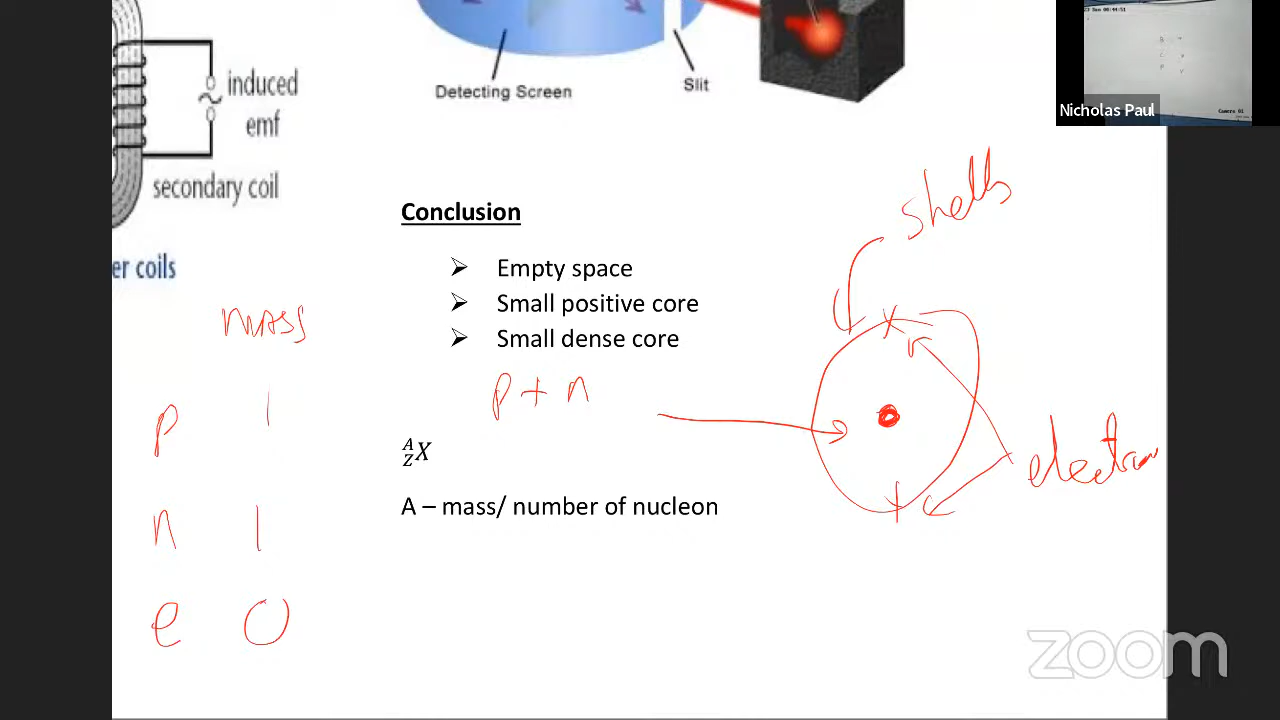 Nicholas Paul
Detecting Screen
Slit
induced
emf
secondary coil
er coils
Conclusion
Empty space
Small positive core
Small dense core
p + n
A
Z X
A – mass/ number of nucleon
mass
p 1
n 1
e 0
shells
electron
zoom